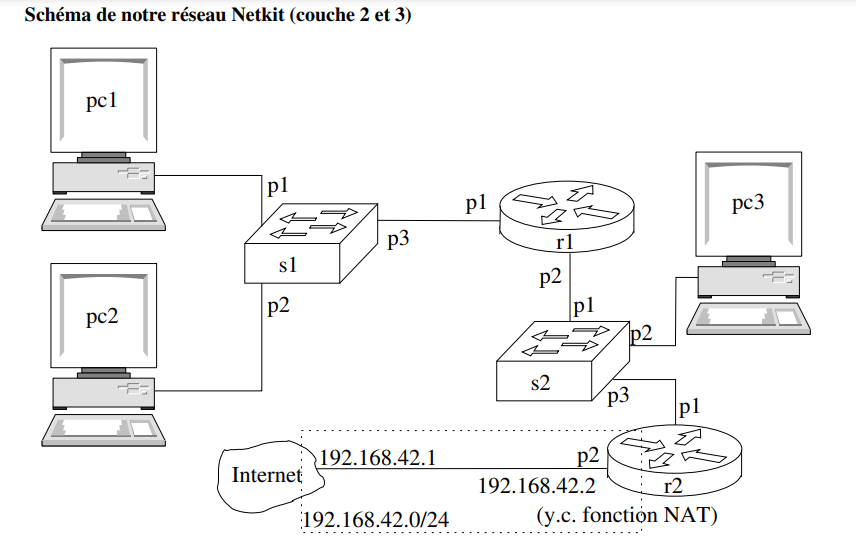 Schéma de notre réseau Netkit (couche 2 et 3)
pc1
p1
p1
pc3
p3
r1
s1
p2
p2
p1
pc2
p2
s2
p3
p1
192.168.42.1
p2
Internet
192.168.42.2
r2
192.168.42.0/24
(y.c. fonction NAT)